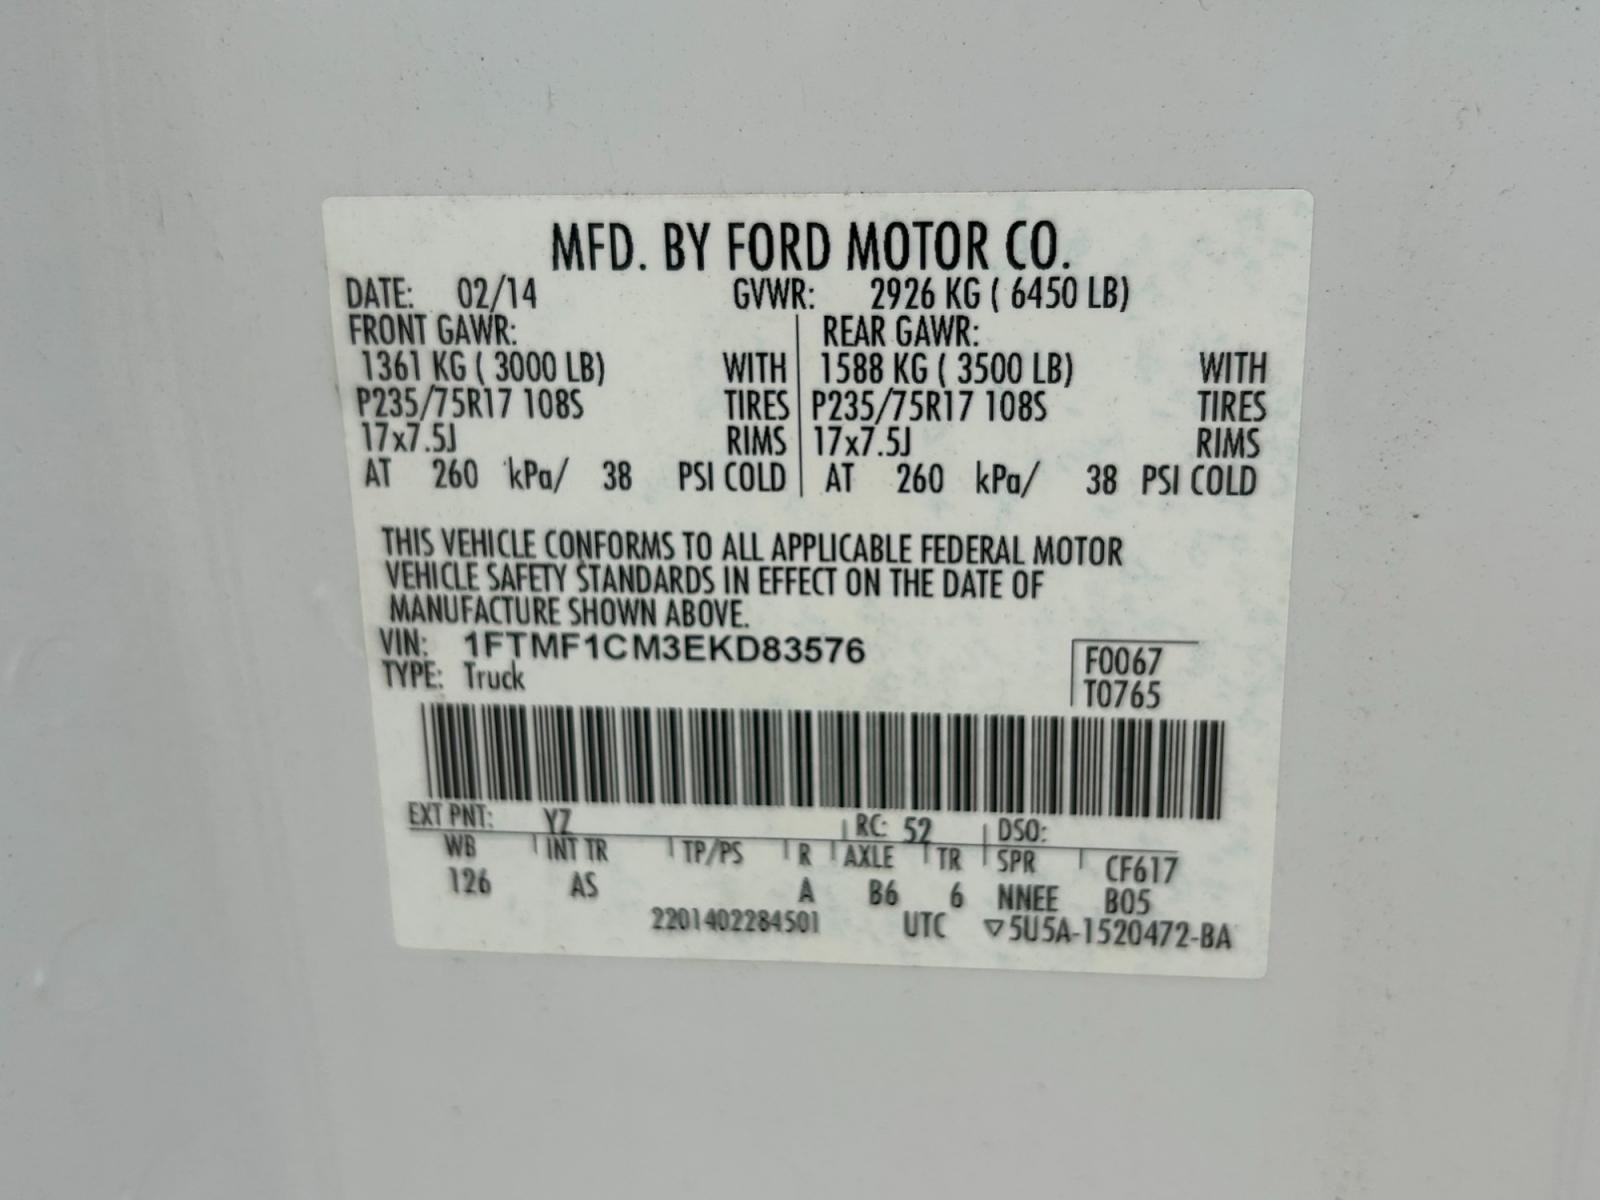 MFD. BY FORD MOTOR CO.
DATE: 02/14 GVWR: 2926 KG ( 6450 LB)
FRONT GAWR: REAR GAWR:
1361 KG ( 3000 LB) WITH 1588 KG ( 3500 LB) WITH
P235/75R17 108S TIRES P235/75R17 108S TIRES
17x7.5J RIMS 17x7.5J RIMS
AT 260 kPa/ 38 PSI COLD AT 260 kPa/ 38 PSI COLD
THIS VEHICLE CONFORMS TO ALL APPLICABLE FEDERAL MOTOR
VEHICLE SAFETY STANDARDS IN EFFECT ON THE DATE OF
MANUFACTURE SHOWN ABOVE.
VIN: 1FTMF1CM3EKD83576 F0067
TYPE: Truck T0765
EXT PNT: YZ RC: 52 DSO:
WB INT TR TP/PS R AXLE TR SPR CF617
126 AS A B6 6 NNEE B05
2201402284501 UTC ▽5U5A-1520472-BA